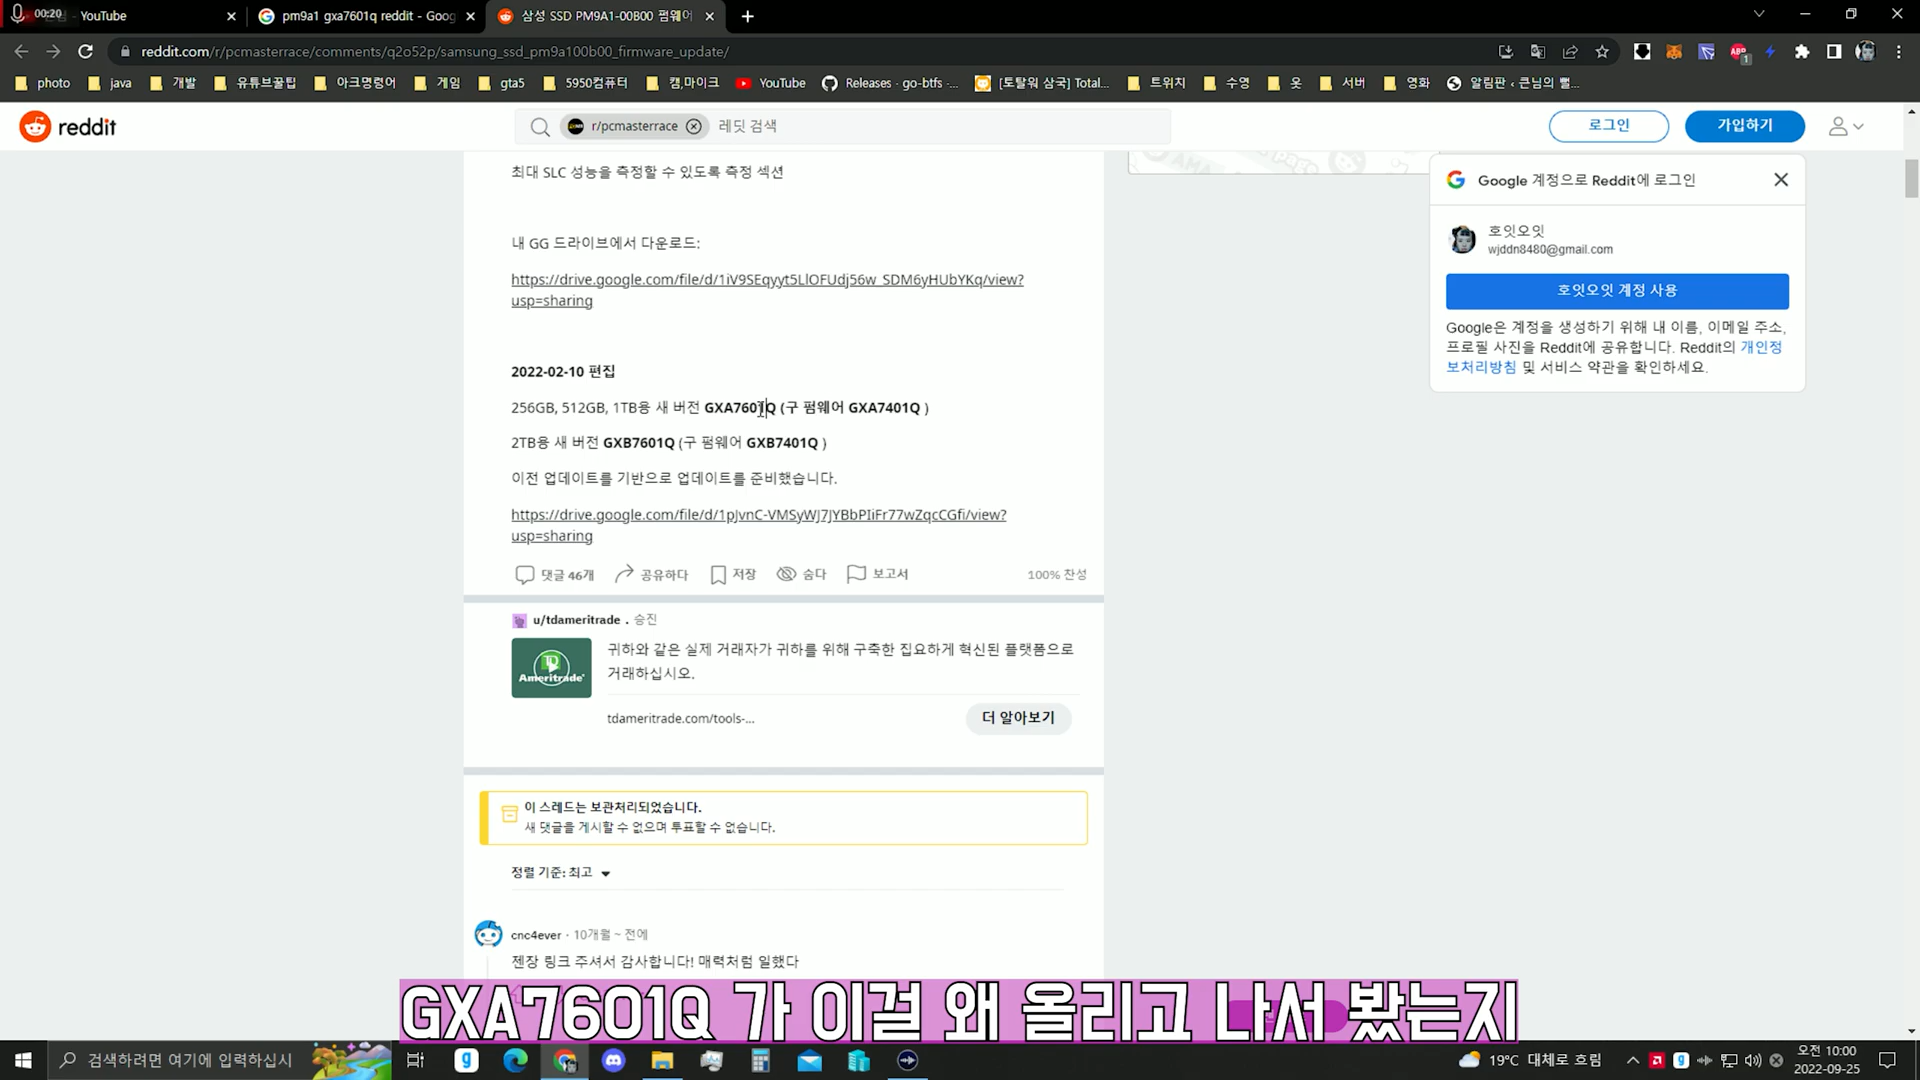 00:20
YouTube
pm9a1 gxa7601q reddit - Goog
삼성 SSD PM9A1-00B00 펌웨어
reddit.com/r/pcmasterrace/comments/q2o52p/samsung_ssd_pm9a100b00_firmware_update/
photo
java
개발
유튜브꿀팁
아크명령어
게임
gta5
5950컴퓨터
캠,마이크
YouTube
Releases · go-btfs -...
[토탈워 삼국] Total...
트위치
수영
옷
서버
영화
알림판 ‹ 큰님의 뻘...
reddit
r/pcmasterrace
레딧 검색
로그인
가입하기
최대 SLC 성능을 측정할 수 있도록 측정 섹션
내 GG 드라이브에서 다운로드:
https://drive.google.com/file/d/1iV9SEqyyt5LlOFUdj56w_SDM6yHUbYKq/view?
usp=sharing
2022-02-10 편집
256GB, 512GB, 1TB용 새 버전 GXA7601Q (구 펌웨어 GXA7401Q )
2TB용 새 버전 GXB7601Q (구 펌웨어 GXB7401Q )
이전 업데이트를 기반으로 업데이트를 준비했습니다.
https://drive.google.com/file/d/1pJvnC-VMSyWJ7JYBbPIiFr77wZqcCGfi/view?
usp=sharing
댓글 46개
공유하다
저장
숨다
보고서
100% 찬성
Google 계정으로 Reddit에 로그인
호잇오잇
wjddn8480@gmail.com
호잇오잇 계정 사용
Google은 계정을 생성하기 위해 내 이름, 이메일 주소,
프로필 사진을 Reddit에 공유합니다. Reddit의 개인정
보처리방침 및 서비스 약관을 확인하세요.
u/tdameritrade . 승진
귀하와 같은 실제 거래자가 귀하를 위해 구축한 집요하게 혁신된 플랫폼으로
거래하십시오.
Ameritrade
tdameritrade.com/tools-...
더 알아보기
이 스레드는 보관처리되었습니다.
새 댓글을 게시할 수 없으며 투표할 수 없습니다.
정렬 기준: 최고
cnc4ever · 10개월 ~ 전에
젠장 링크 주셔서 감사합니다! 매력처럼 일했다
GXA7601Q 가 이걸 왜 올리고 나서 봤는지
검색하려면 여기에 입력하십시
19°C 대체로 흐림
오전 10:00
2022-09-25